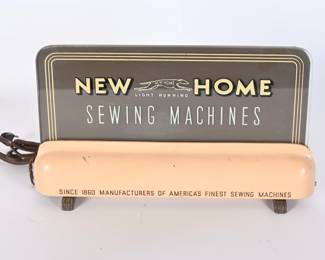 NEW HOME
LIGHT RUNNING
SEWING MACHINES
SINCE 1860 MANUFACTURERS OF AMERICA'S FINEST SEWING MACHINES